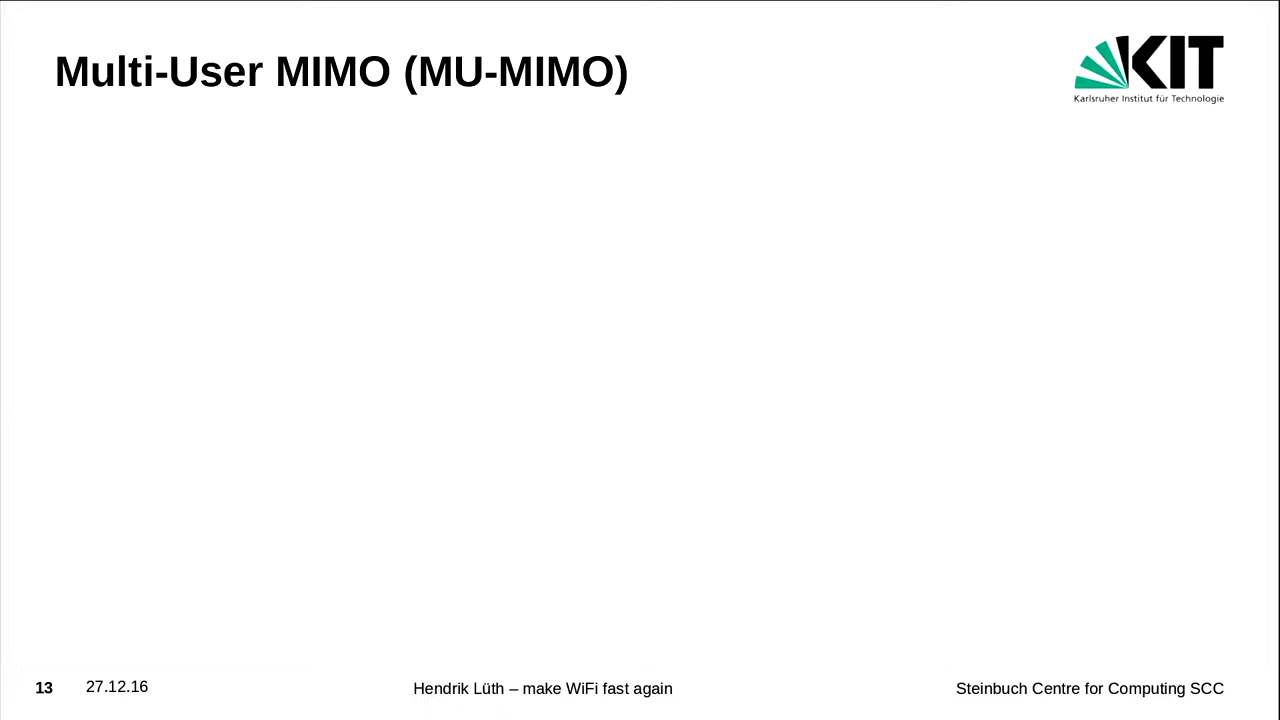 Multi-User MIMO (MU-MIMO)
KIT
Karlsruher Institut für Technologie
13
27.12.16
Hendrik Lüth – make WiFi fast again
Steinbuch Centre for Computing SCC